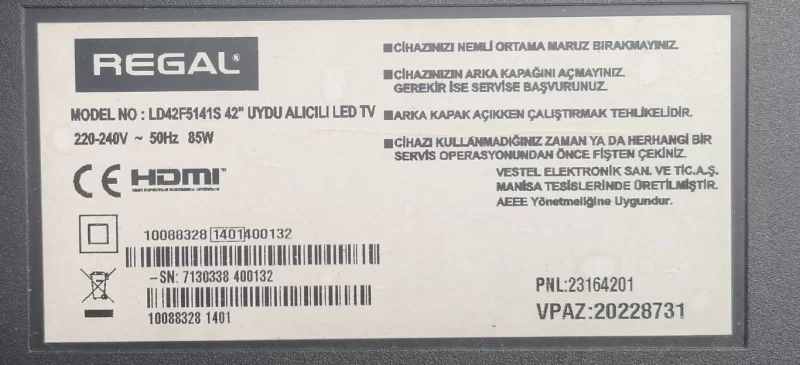 REGAL®
MODEL NO : LD42F5141S 42" UYDU ALICILI LED TV
220-240V ~ 50Hz 85W
CE HDMI
10088328 1401400132
-SN: 7130338 400132
10088328 1401
■CİHAZINIZI NEMLİ ORTAMA MARUZ BIRAKMAYINIZ.
■CİHAZINIZIN ARKA KAPAĞINI AÇMAYINIZ.
GEREKİR İSE SERVİSE BAŞVURUNUZ.
■ARKA KAPAK AÇIKKEN ÇALIŞTIRMAK TEHLİKELİDİR.
■CİHAZI KULLANMADIĞINIZ ZAMAN YA DA HERHANGİ BİR
SERVİS OPERASYONUNDAN ÖNCE FİŞTEN ÇEKİNİZ.
VESTEL ELEKTRONİK SAN. VE TİC.A.Ş.
MANİSA TESİSLERİNDE ÜRETİLMİŞTİR.
AEEE Yönetmeliğine Uygundur.
PNL:23164201
VPAZ:20228731